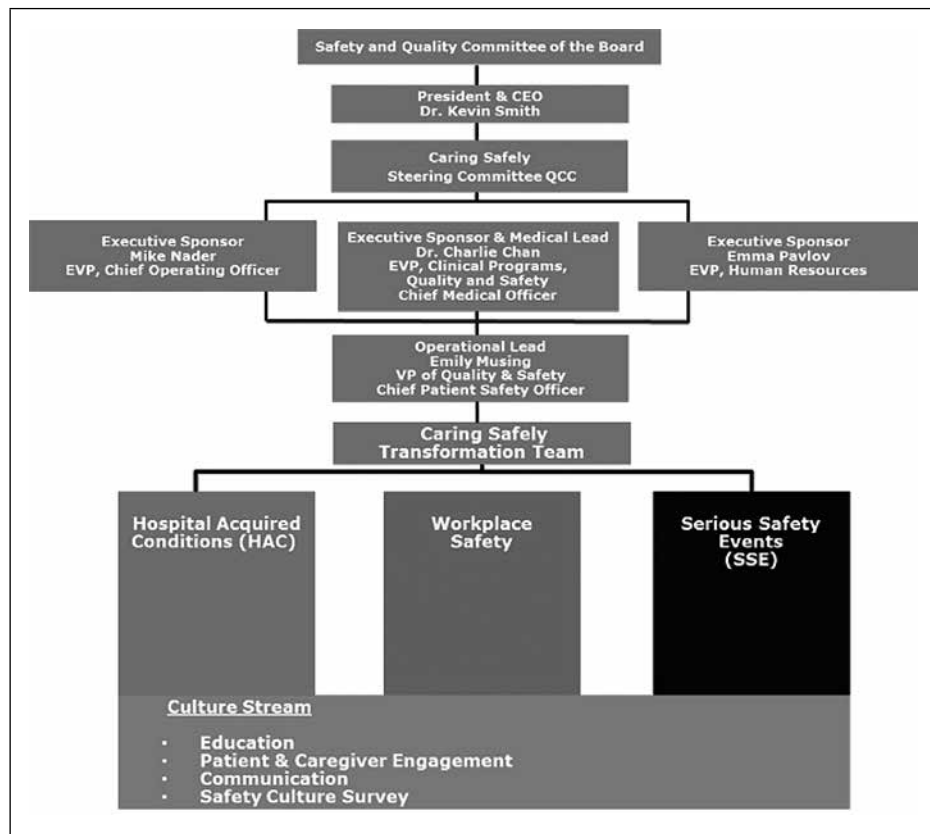 Safety and Quality Committee of the Board
President & CEO
Dr. Kevin Smith
Caring Safely
Steering Committee QCC
Executive Sponsor
Mike Nader
EVP, Chief Operating Officer
Executive Sponsor & Medical Lead
Dr. Charlie Chan
EVP, Clinical Programs,
Quality and Safety
Chief Medical Officer
Executive Sponsor
Emma Pavlov
EVP, Human Resources
Operational Lead
Emily Musing
VP of Quality & Safety
Chief Patient Safety Officer
Caring Safely
Transformation Team
Hospital Acquired
Conditions (HAC)
Workplace
Safety
Serious Safety
Events
(SSE)
Culture Stream
· Education
· Patient & Caregiver Engagement
· Communication
· Safety Culture Survey